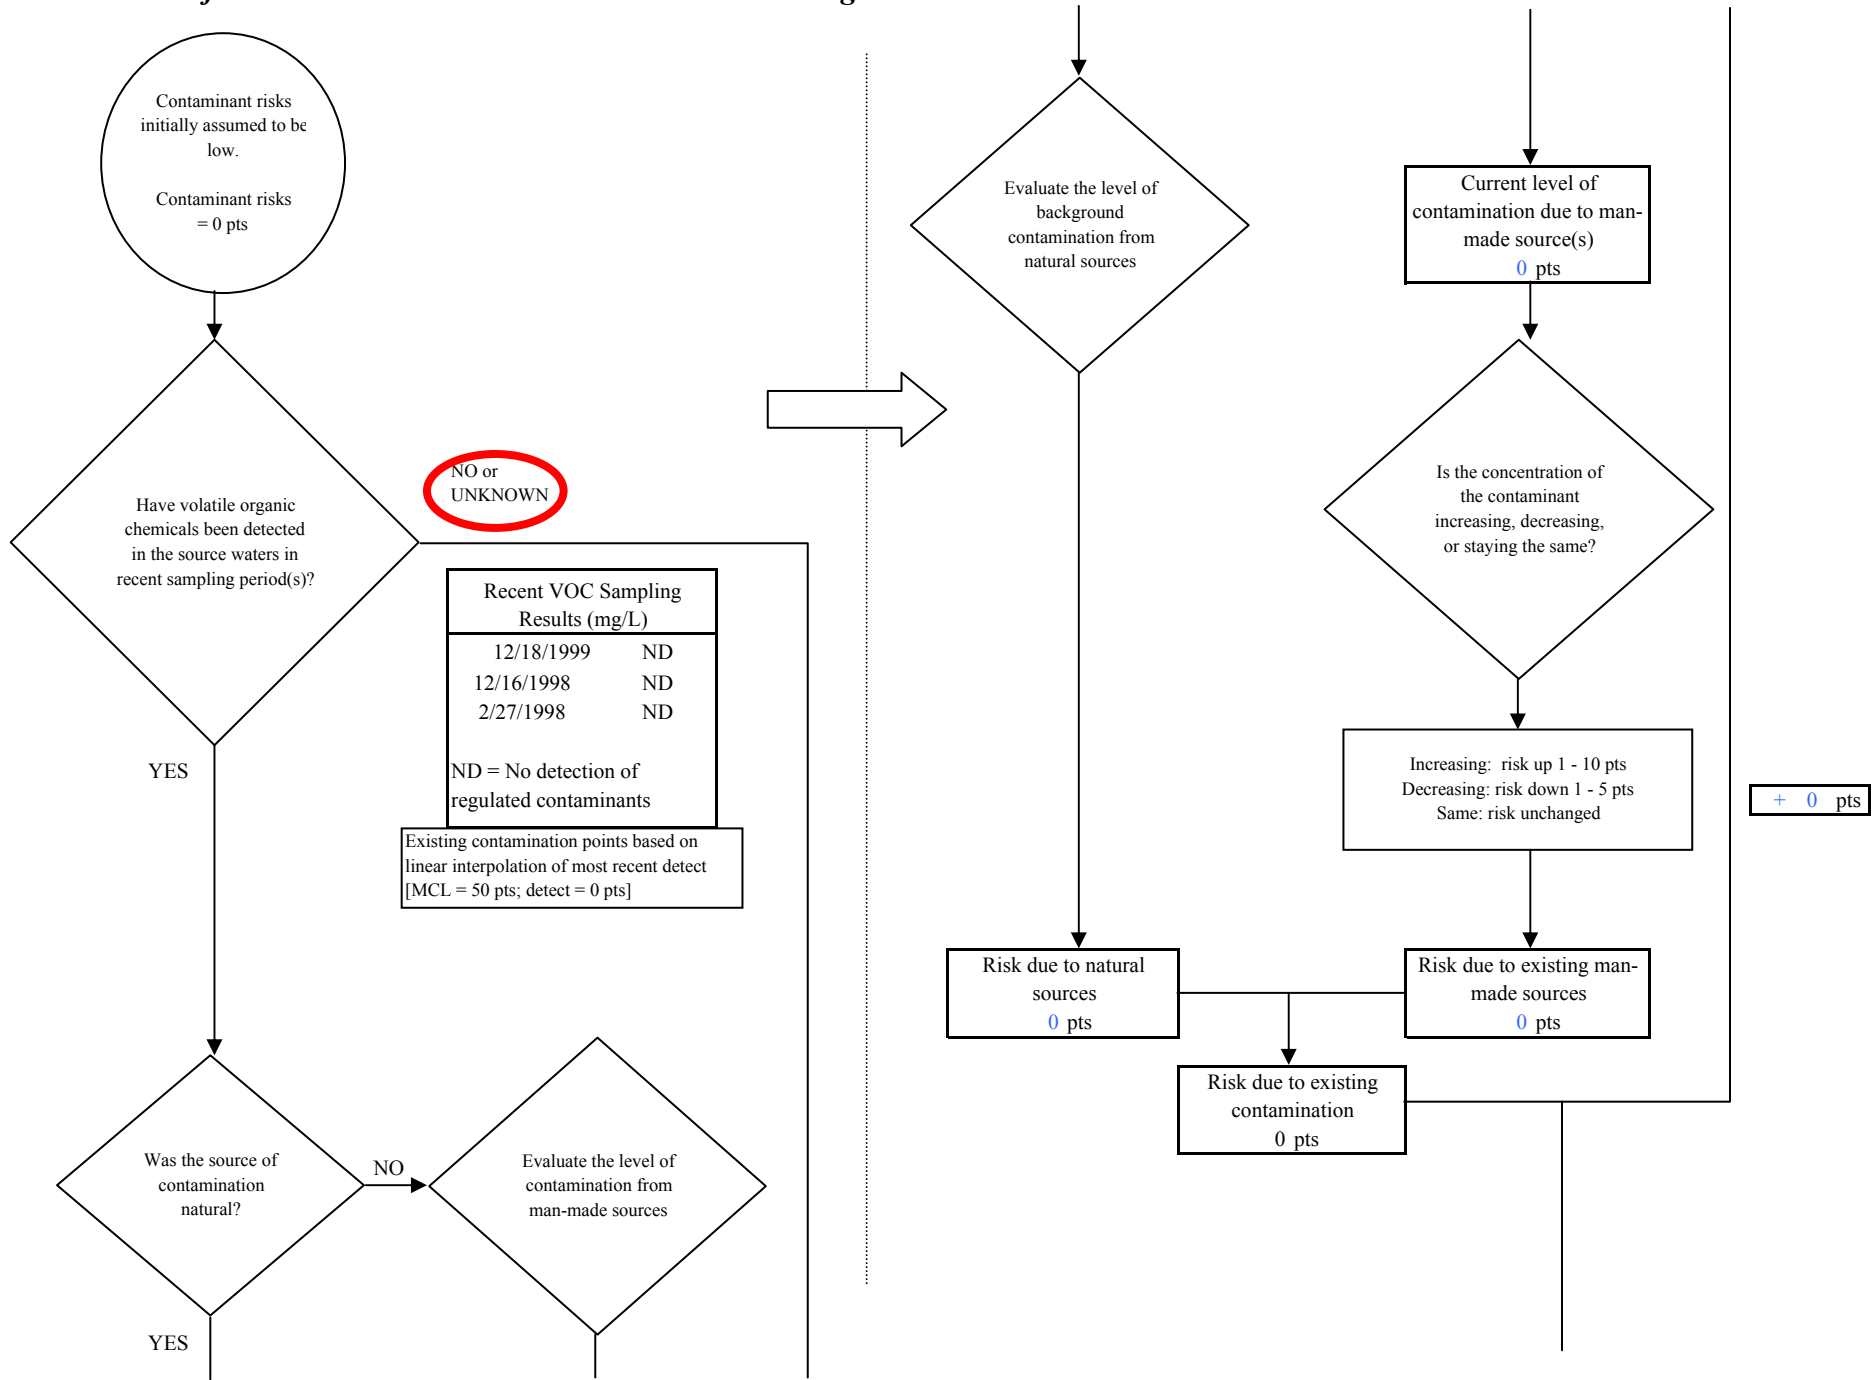 Contaminant risks
initially assumed to be
low.
Contaminant risks
= 0 pts
Have volatile organic
chemicals been detected
in the source waters in
recent sampling period(s)?
NO or
UNKNOWN
Recent VOC Sampling
Results (mg/L)
12/18/1999 ND
12/16/1998 ND
2/27/1998 ND
ND = No detection of
regulated contaminants
Existing contamination points based on
linear interpolation of most recent detect
[MCL = 50 pts; detect = 0 pts]
YES
Was the source of
contamination
natural?
NO
Evaluate the level of
contamination from
man-made sources
YES
Evaluate the level of
background
contamination from
natural sources
Current level of
contamination due to man-
made source(s)
0 pts
Is the concentration of
the contaminant
increasing, decreasing,
or staying the same?
Increasing: risk up 1 - 10 pts
Decreasing: risk down 1 - 5 pts
Same: risk unchanged
+ 0 pts
Risk due to natural
sources
0 pts
Risk due to existing man-
made sources
0 pts
Risk due to existing
contamination
0 pts